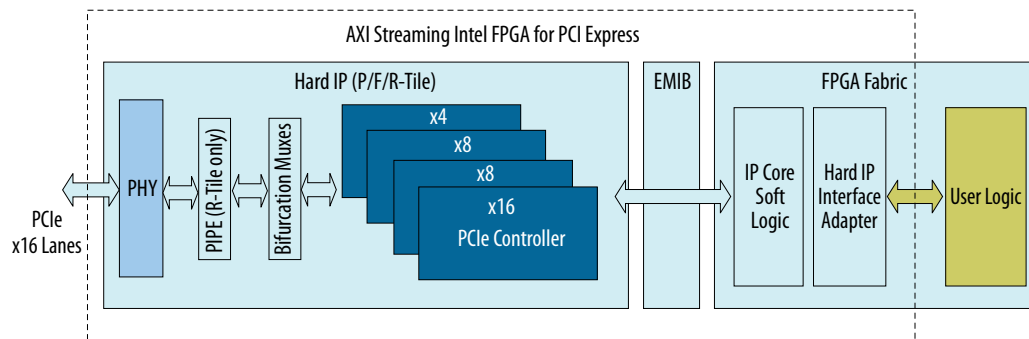 AXI Streaming Intel FPGA for PCI Express
Hard IP (P/F/R-Tile)
EMIB
FPGA Fabric
PCIe
x16 Lanes
PHY
PIPE (R-Tile only)
Bifurcation Muxes
x4
x8
x8
x16
PCIe Controller
IP Core
Soft
Logic
Hard IP
Interface
Adapter
User Logic